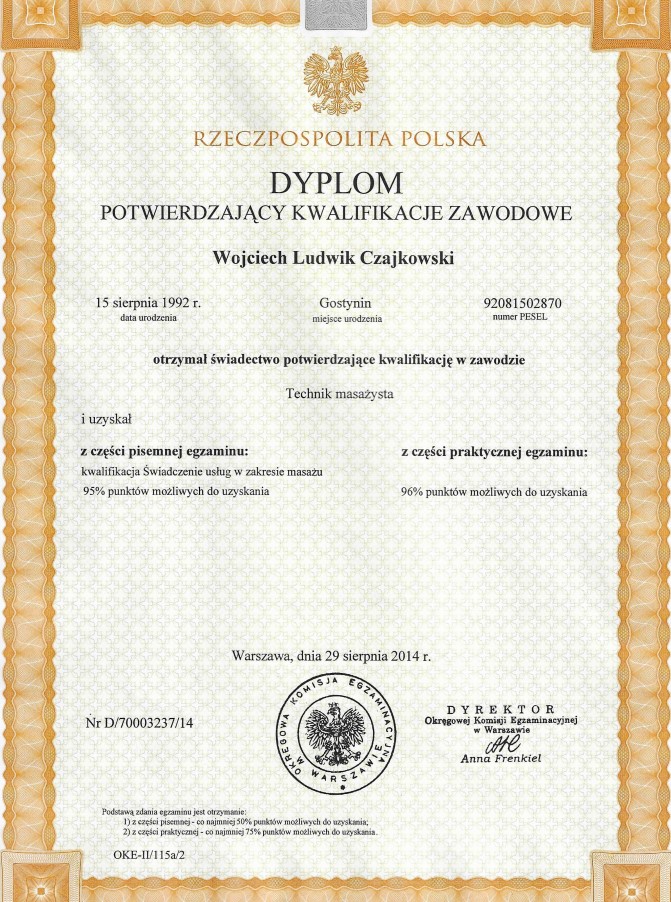 RZECZPOSPOLITA POLSKA
DYPLOM
POTWIERDZAJĄCY KWALIFIKACJE ZAWODOWE
Wojciech Ludwik Czajkowski
15 sierpnia 1992 r. Gostynin 92081502870
data urodzenia miejsce urodzenia numer PESEL
otrzymał świadectwo potwierdzające kwalifikację w zawodzie
Technik masażysta
i uzyskał
z części pisemnej egzaminu: z części praktycznej egzaminu:
kwalifikacja Świadczenie usług w zakresie masażu
95% punktów możliwych do uzyskania 96% punktów możliwych do uzyskania
Warszawa, dnia 29 sierpnia 2014 r.
OKRĘGOWA KOMISJA EGZAMINACYJNA
W WARSZAWIE
Nr D/70003237/14
DYREKTOR
Okręgowej Komisji Egzaminacyjnej
w Warszawie
Anna Frenkiel
Podstawą zdania egzaminu jest otrzymanie:
1) z części pisemnej - co najmniej 50% punktów możliwych do uzyskania;
2) z części praktycznej - co najmniej 75% punktów możliwych do uzyskania.
OKE-II/115a/2